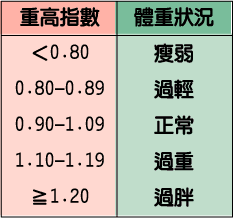 重高指數 體重狀況
＜0.80 瘦弱
0.80-0.89 過輕
0.90-1.09 正常
1.10-1.19 過重
≧1.20 過胖